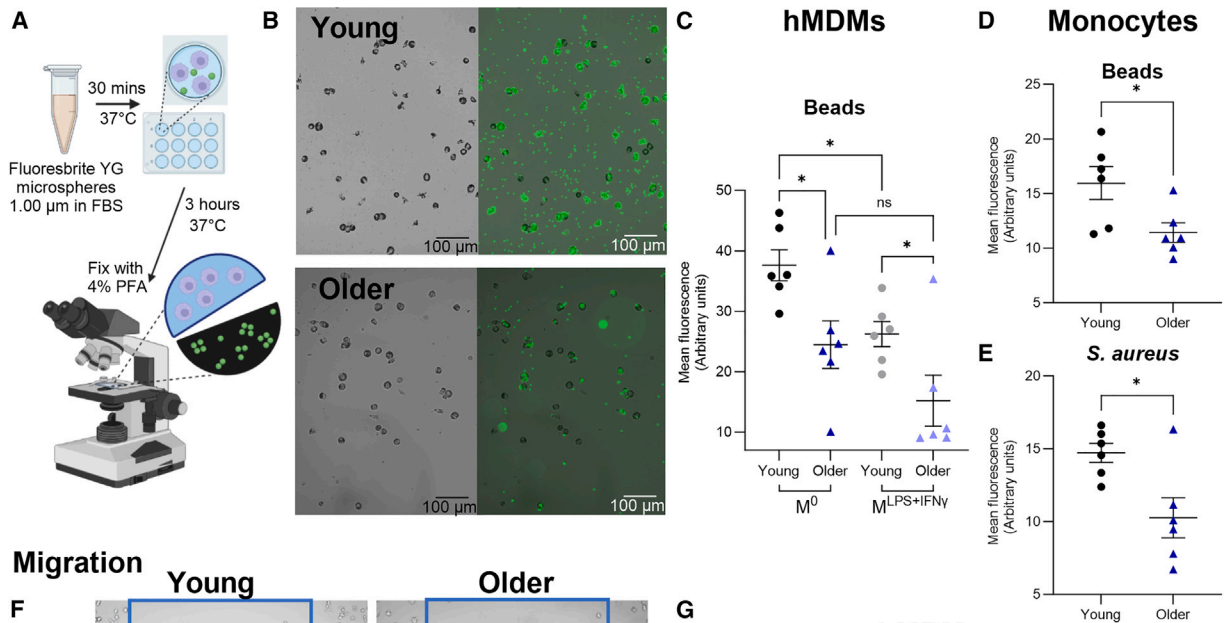 A
30 mins
37°C
Fluoresbrite YG
microspheres
1.00 μm in FBS
3 hours
37°C
Fix with
4% PFA
B
Young
100 μm
100 μm
Older
100 μm
100 μm
C
hMDMs
Beads
*
*
ns
*
Mean fluorescence
(Arbitrary units)
50
40
30
20
10
Young
Older
Young
Older
M0
MLPS+IFNγ
D
Monocytes
Beads
*
Mean fluorescence
(Arbitrary units)
25
20
15
10
5
Young
Older
E
S. aureus
*
Mean fluorescence
(Arbitrary units)
20
15
10
5
Young
Older
Migration
F
Young
Older
G